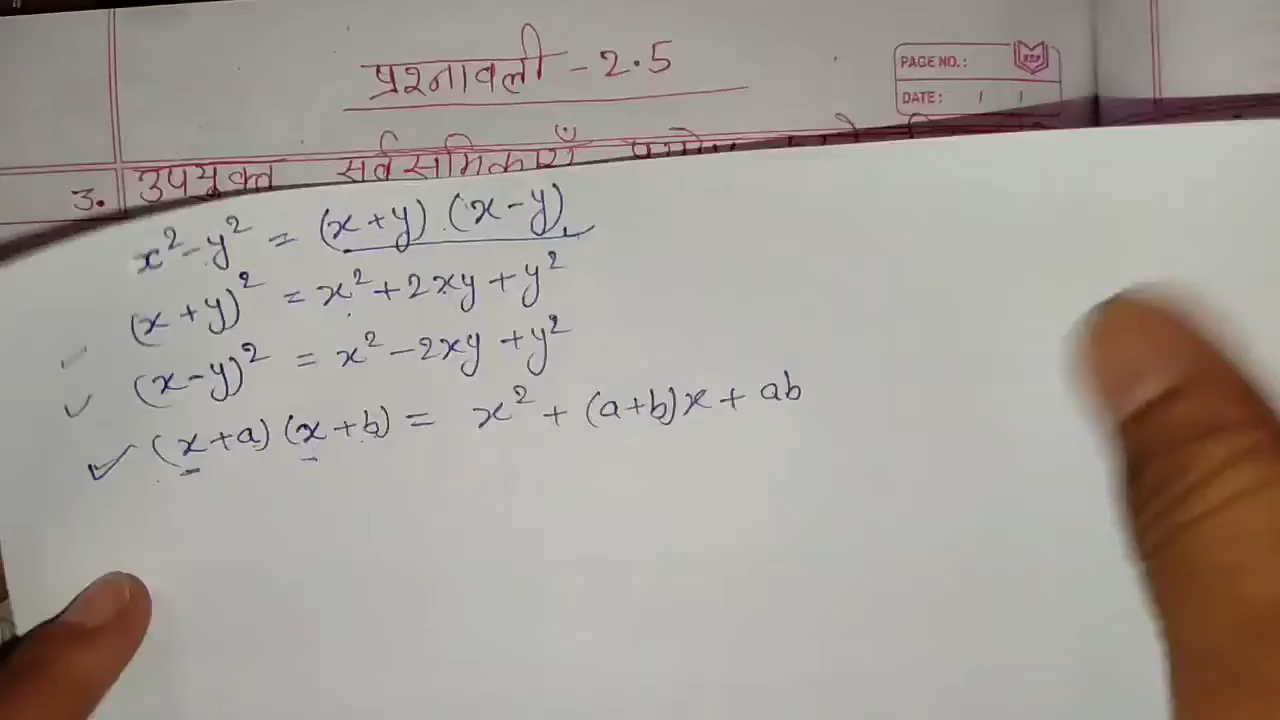 प्रश्नावली - 2.5
PAGE NO.:
DATE: / /
3. उपयूक्त सर्वसमिकाएँ
x² - y² = (x+y) (x-y)
(x+y)² = x² + 2xy + y²
(x-y)² = x² - 2xy + y²
(x+a) (x+b) = x² + (a+b)x + ab